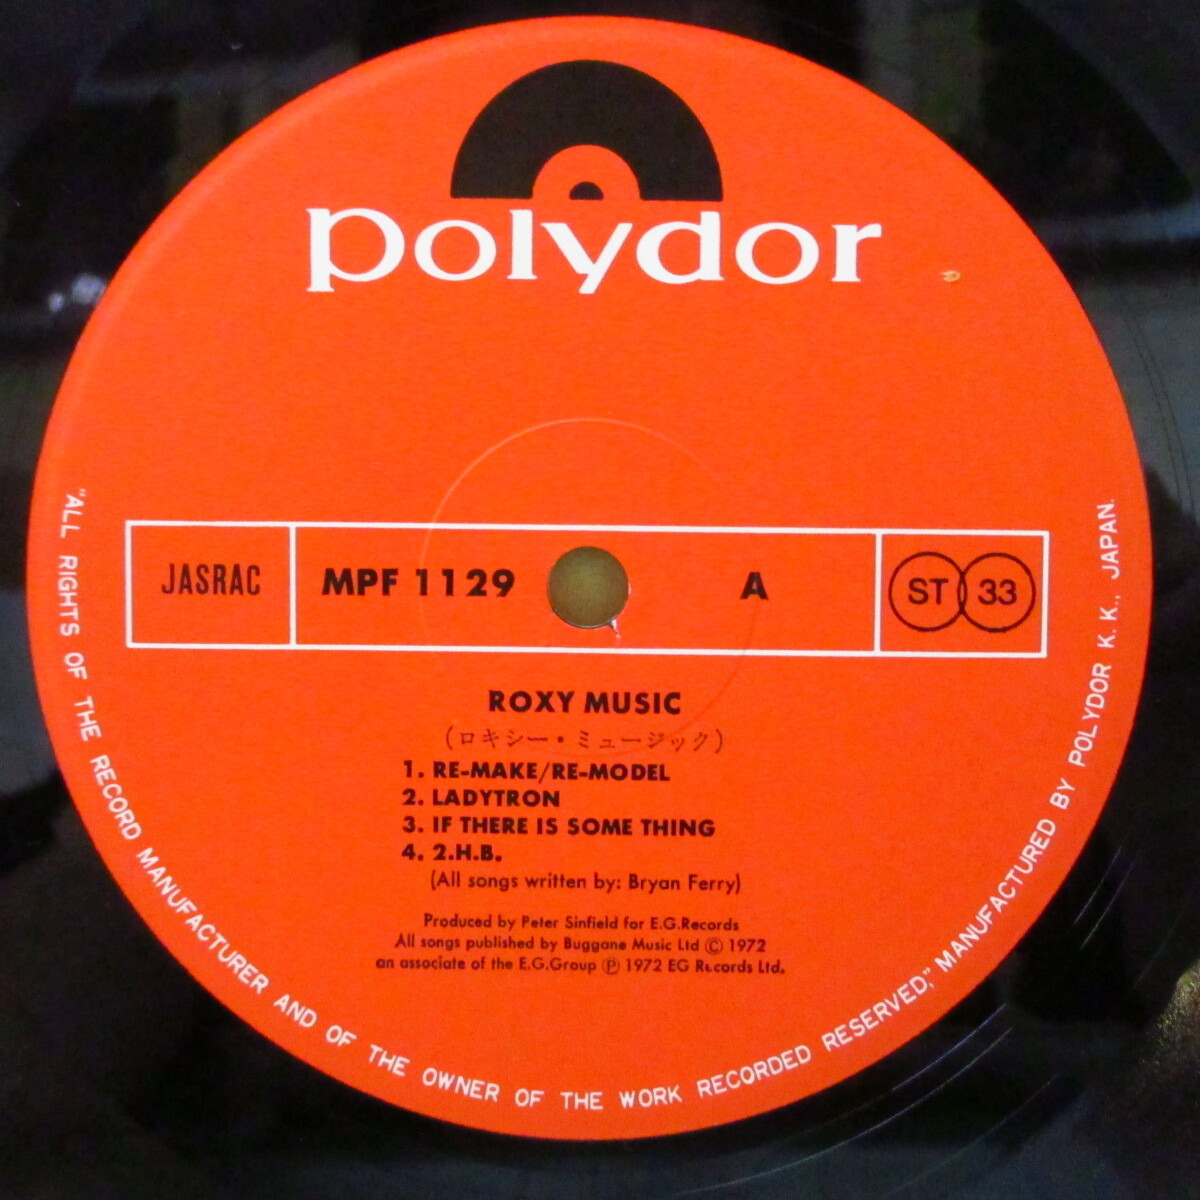 polydor
JASRAC
MPF 1129
A
ST 33
ROXY MUSIC
(ロキシー・ミュージック)
1. RE-MAKE/RE-MODEL
2. LADYTRON
3. IF THERE IS SOME THING
4. 2.H.B.
(All songs written by: Bryan Ferry)
Produced by Peter Sinfield for E.G.Records
All songs published by Buggane Music Ltd Ⓒ 1972
an associate of the E.G.Group Ⓟ 1972 EG Records Ltd.
"ALL RIGHTS OF THE RECORD MANUFACTURER AND OF THE OWNER OF THE WORK RECORDED RESERVED," MANUFACTURED BY POLYDOR K. K., JAPAN.